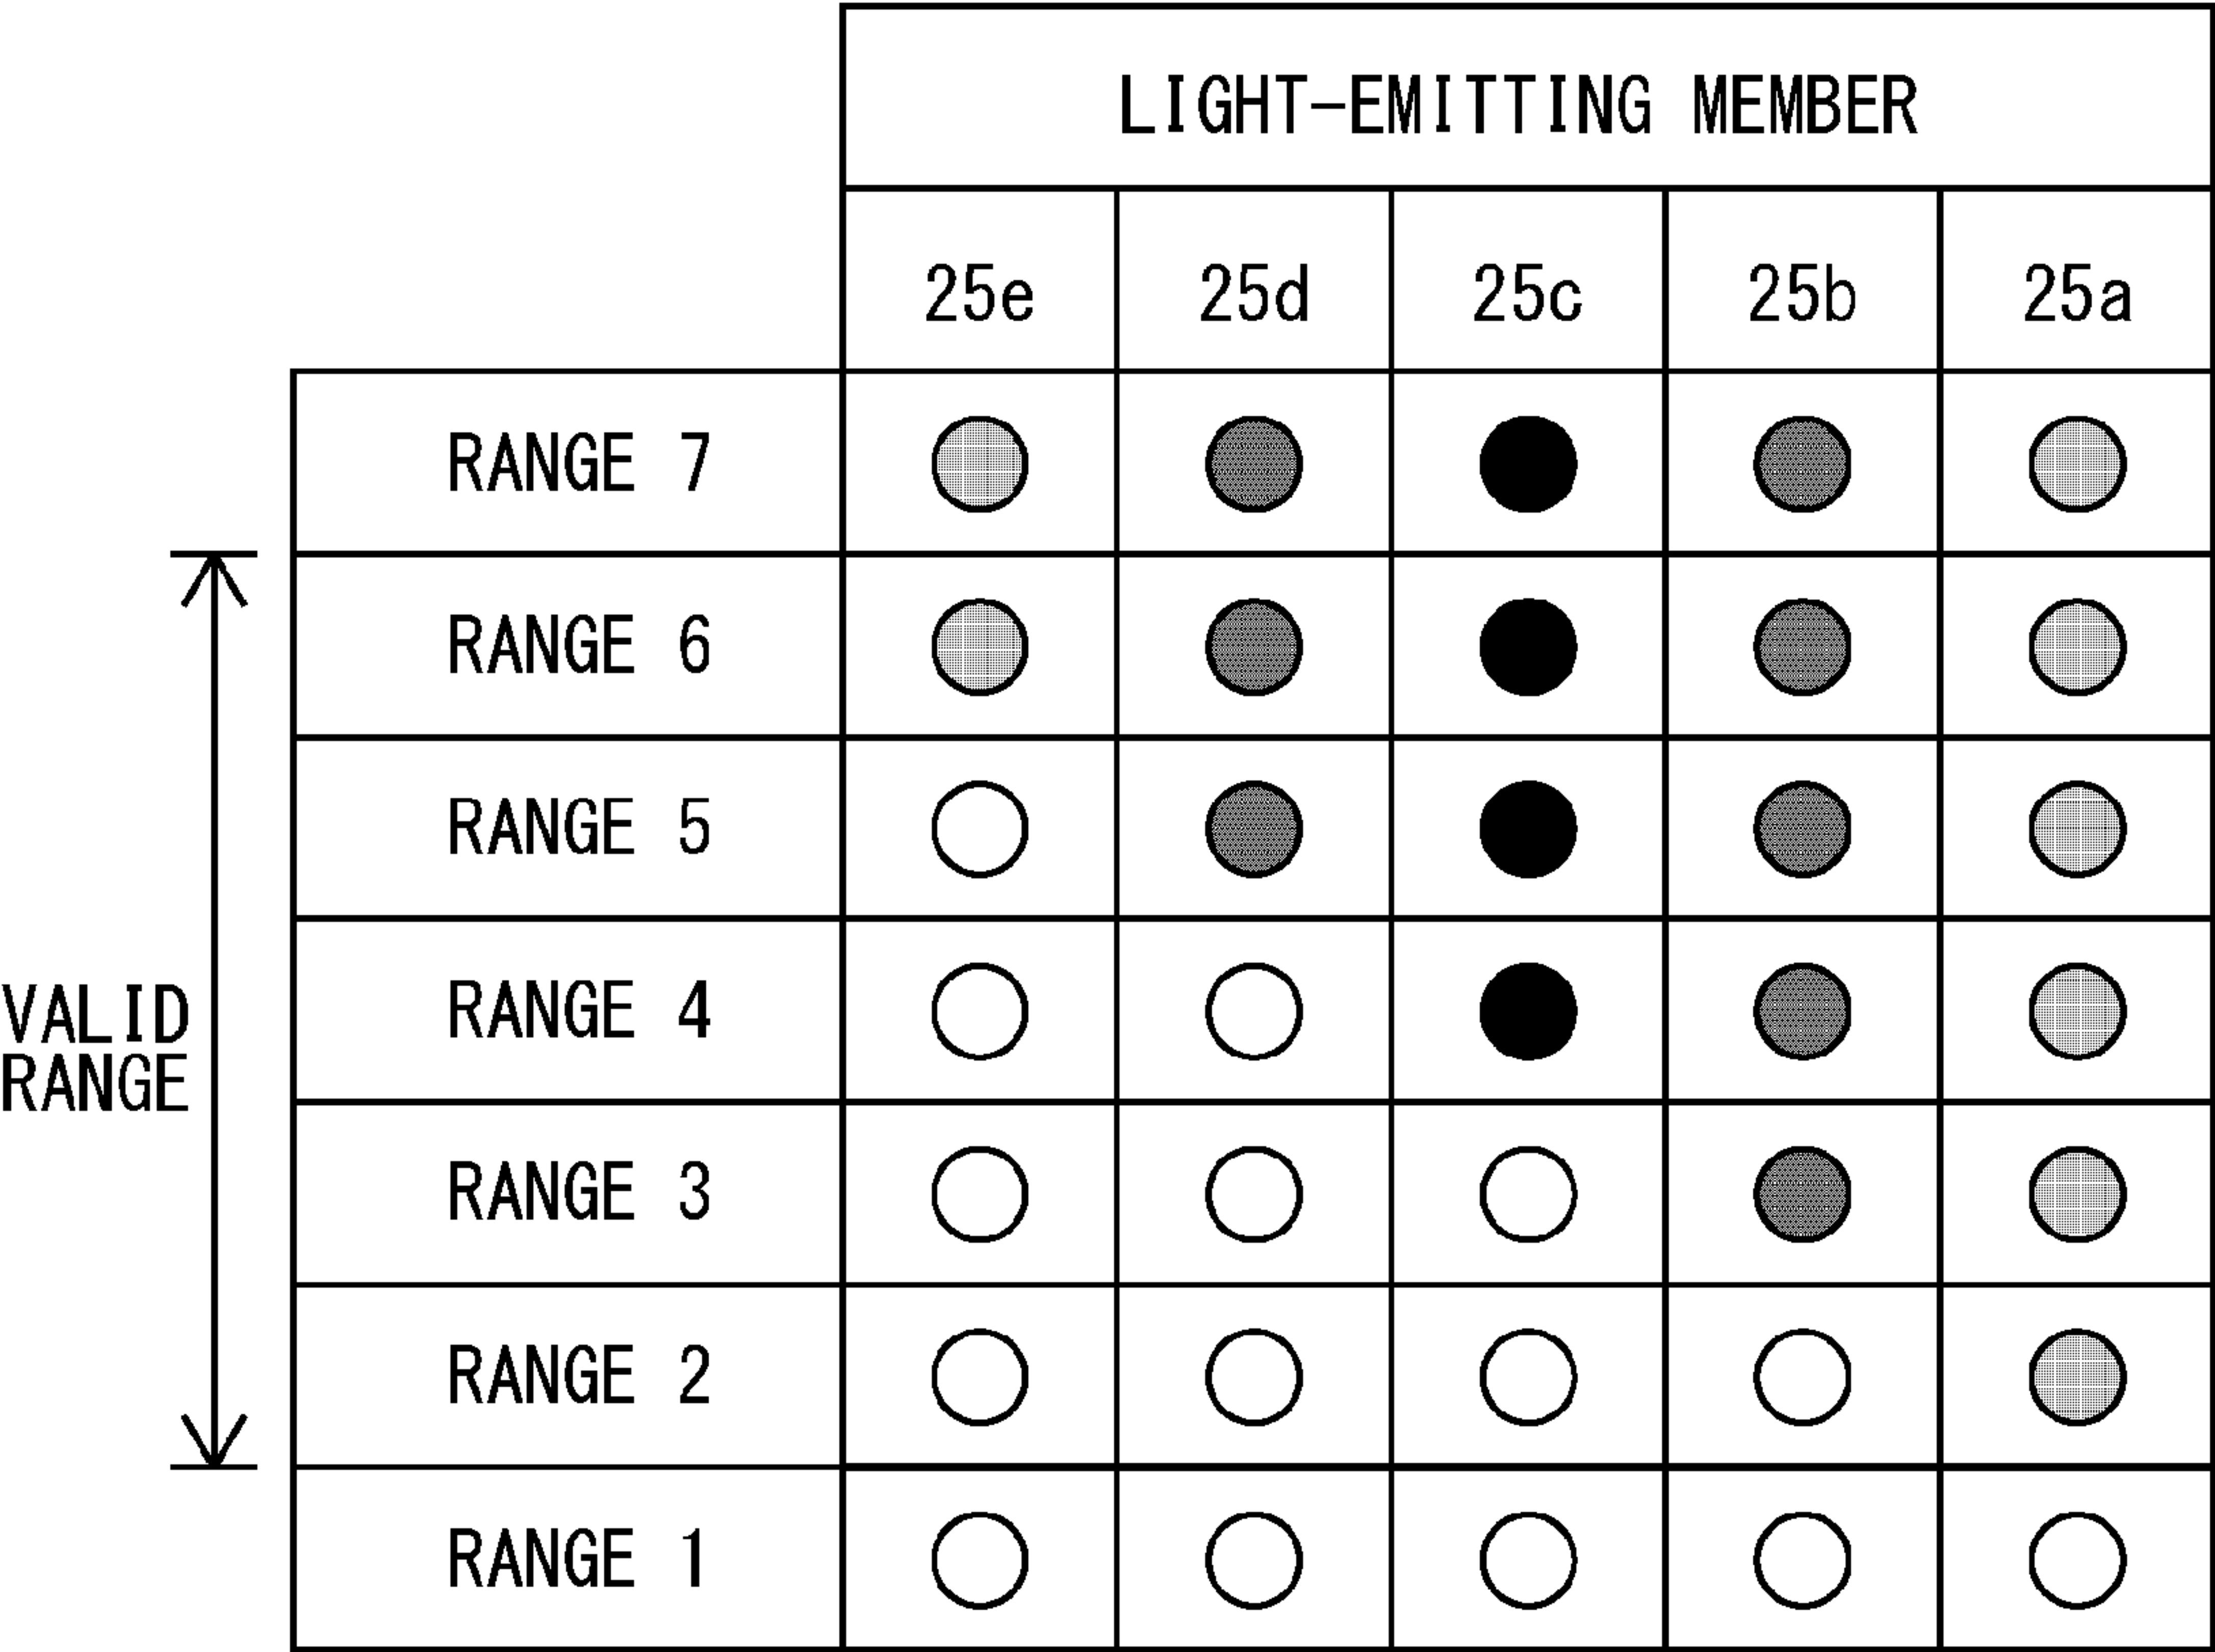 LIGHT-EMITTING MEMBER
25e 25d 25c 25b 25a
RANGE 7
RANGE 6
RANGE 5
RANGE 4
VALID
RANGE
RANGE 3
RANGE 2
RANGE 1